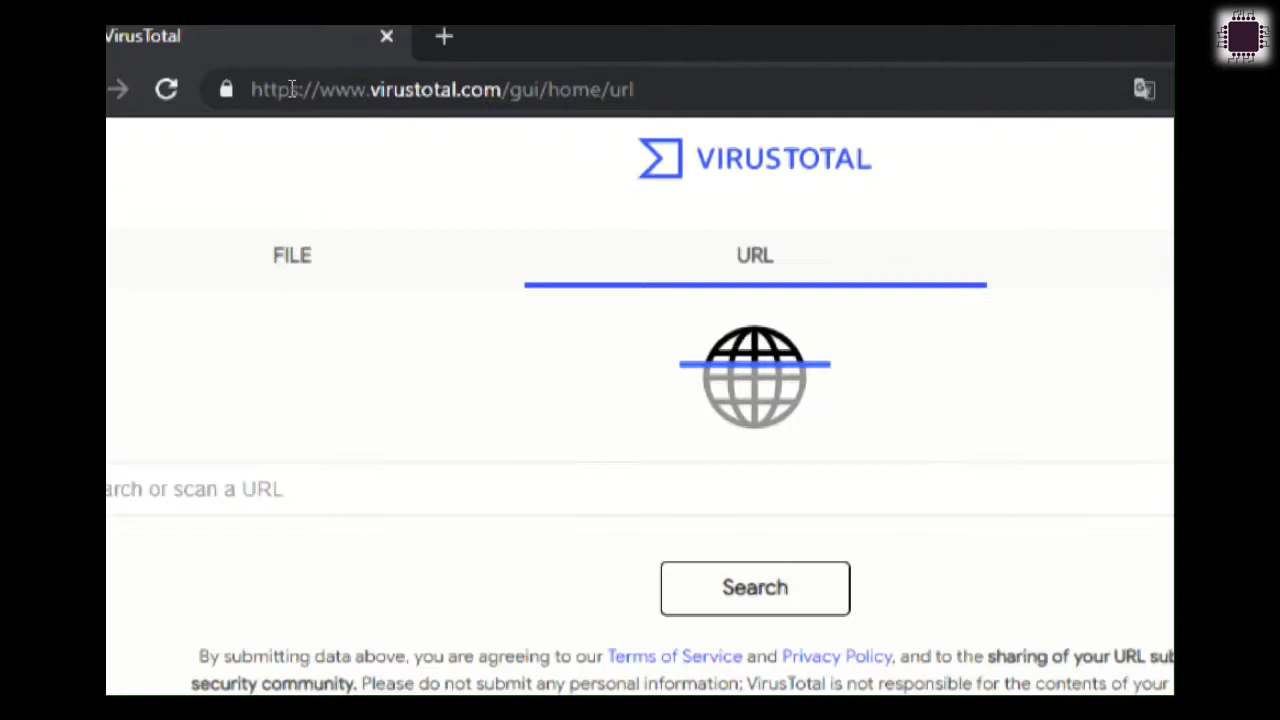 VirusTotal
https://www.virustotal.com/gui/home/url
VIRUSTOTAL
FILE
URL
or scan a URL
Search
By submitting data above, you are agreeing to our Terms of Service and Privacy Policy, and to the sharing of your URL
security community. Please do not submit any personal information; VirusTotal is not responsible for the contents of your